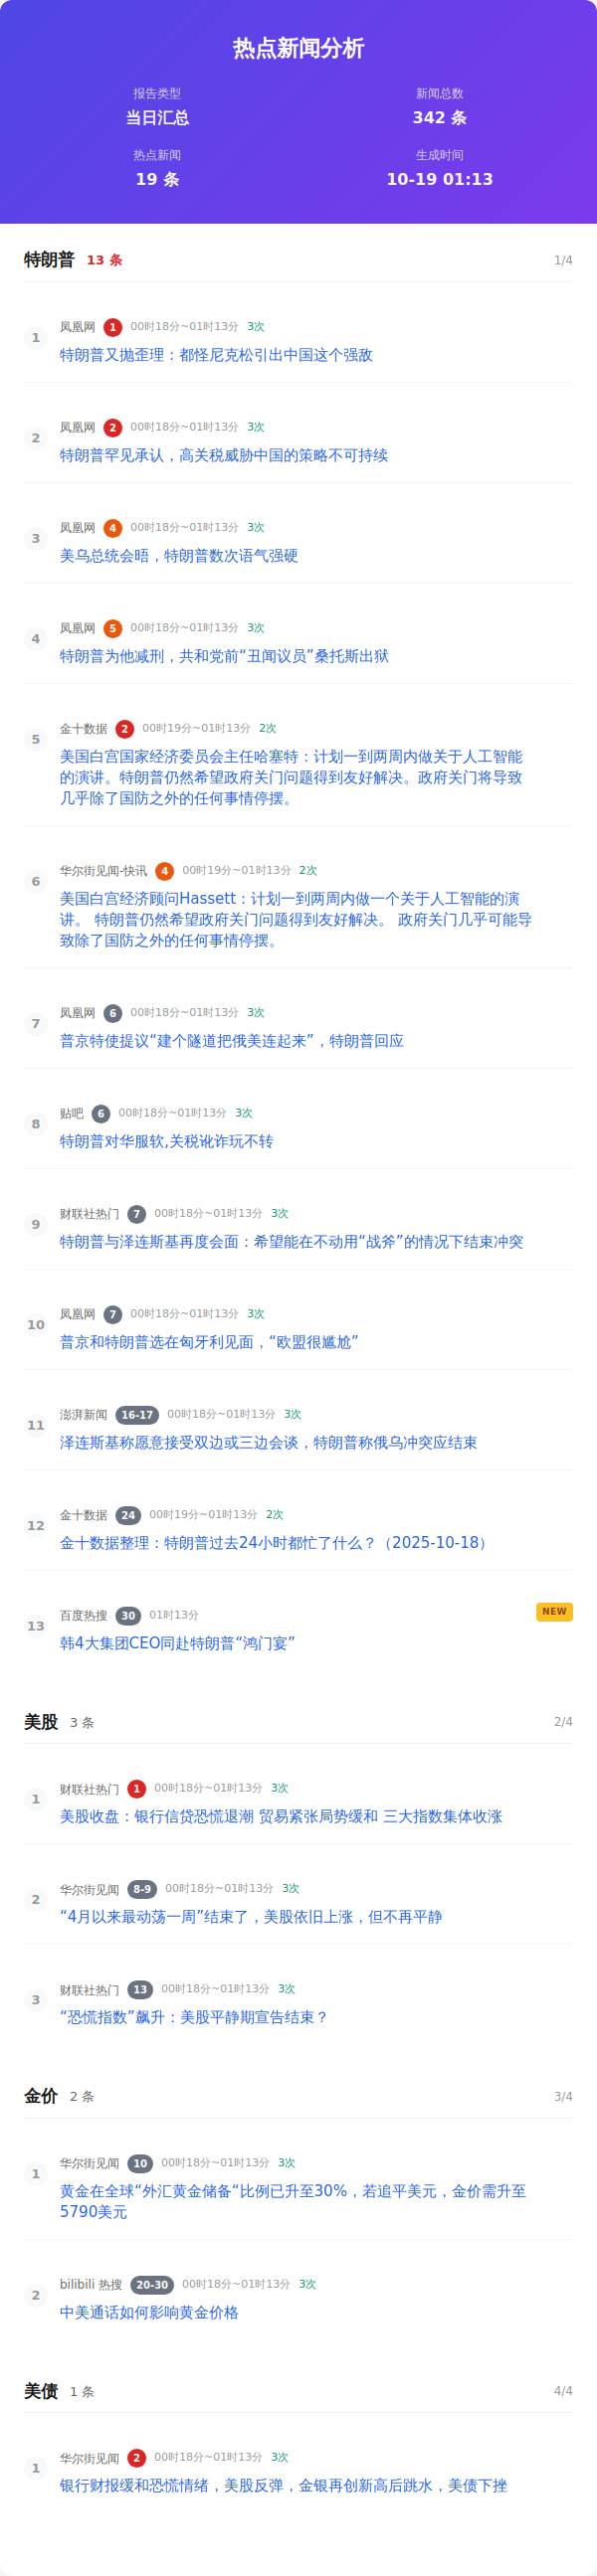 热点新闻分析
报告类型
当日汇总
新闻总数
342 条
热点新闻
19 条
生成时间
10-19 01:13
特朗普 13 条 1/4
1 凤凰网 1 00时18分~01时13分 3次
特朗普又抛歪理：都怪尼克松引出中国这个强敌
2 凤凰网 2 00时18分~01时13分 3次
特朗普罕见承认，高关税威胁中国的策略不可持续
3 凤凰网 4 00时18分~01时13分 3次
美乌总统会晤，特朗普数次语气强硬
4 凤凰网 5 00时18分~01时13分 3次
特朗普为他减刑，共和党前“丑闻议员”桑托斯出狱
5 金十数据 2 00时19分~01时13分 2次
美国白宫国家经济委员会主任哈塞特：计划一到两周内做关于人工智能
的演讲。特朗普仍然希望政府关门问题得到友好解决。政府关门将导致
几乎除了国防之外的任何事情停摆。
6 华尔街见闻-快讯 4 00时19分~01时13分 2次
美国白宫经济顾问Hassett：计划一到两周内做一个关于人工智能的演
讲。 特朗普仍然希望政府关门问题得到友好解决。 政府关门几乎可能导
致除了国防之外的任何事情停摆。
7 凤凰网 6 00时18分~01时13分 3次
普京特使提议“建个隧道把俄美连起来”，特朗普回应
8 贴吧 6 00时18分~01时13分 3次
特朗普对华服软,关税讹诈玩不转
9 财联社热门 7 00时18分~01时13分 3次
特朗普与泽连斯基再度会面：希望能在不动用“战斧”的情况下结束冲突
10 凤凰网 7 00时18分~01时13分 3次
普京和特朗普选在匈牙利见面，“欧盟很尴尬”
11 澎湃新闻 16-17 00时18分~01时13分 3次
泽连斯基称愿意接受双边或三边会谈，特朗普称俄乌冲突应结束
12 金十数据 24 00时19分~01时13分 2次
金十数据整理：特朗普过去24小时都忙了什么？（2025-10-18）
13 百度热搜 30 01时13分 NEW
韩4大集团CEO同赴特朗普“鸿门宴”
美股 3 条 2/4
1 财联社热门 1 00时18分~01时13分 3次
美股收盘：银行信贷恐慌退潮 贸易紧张局势缓和 三大指数集体收涨
2 华尔街见闻 8-9 00时18分~01时13分 3次
“4月以来最动荡一周”结束了，美股依旧上涨，但不再平静
3 财联社热门 13 00时18分~01时13分 3次
“恐慌指数”飙升：美股平静期宣告结束？
金价 2 条 3/4
1 华尔街见闻 10 00时18分~01时13分 3次
黄金在全球“外汇黄金储备“比例已升至30%，若追平美元，金价需升至
5790美元
2 bilibili 热搜 20-30 00时18分~01时13分 3次
中美通话如何影响黄金价格
美债 1 条 4/4
1 华尔街见闻 2 00时18分~01时13分 3次
银行财报缓和恐慌情绪，美股反弹，金银再创新高后跳水，美债下挫